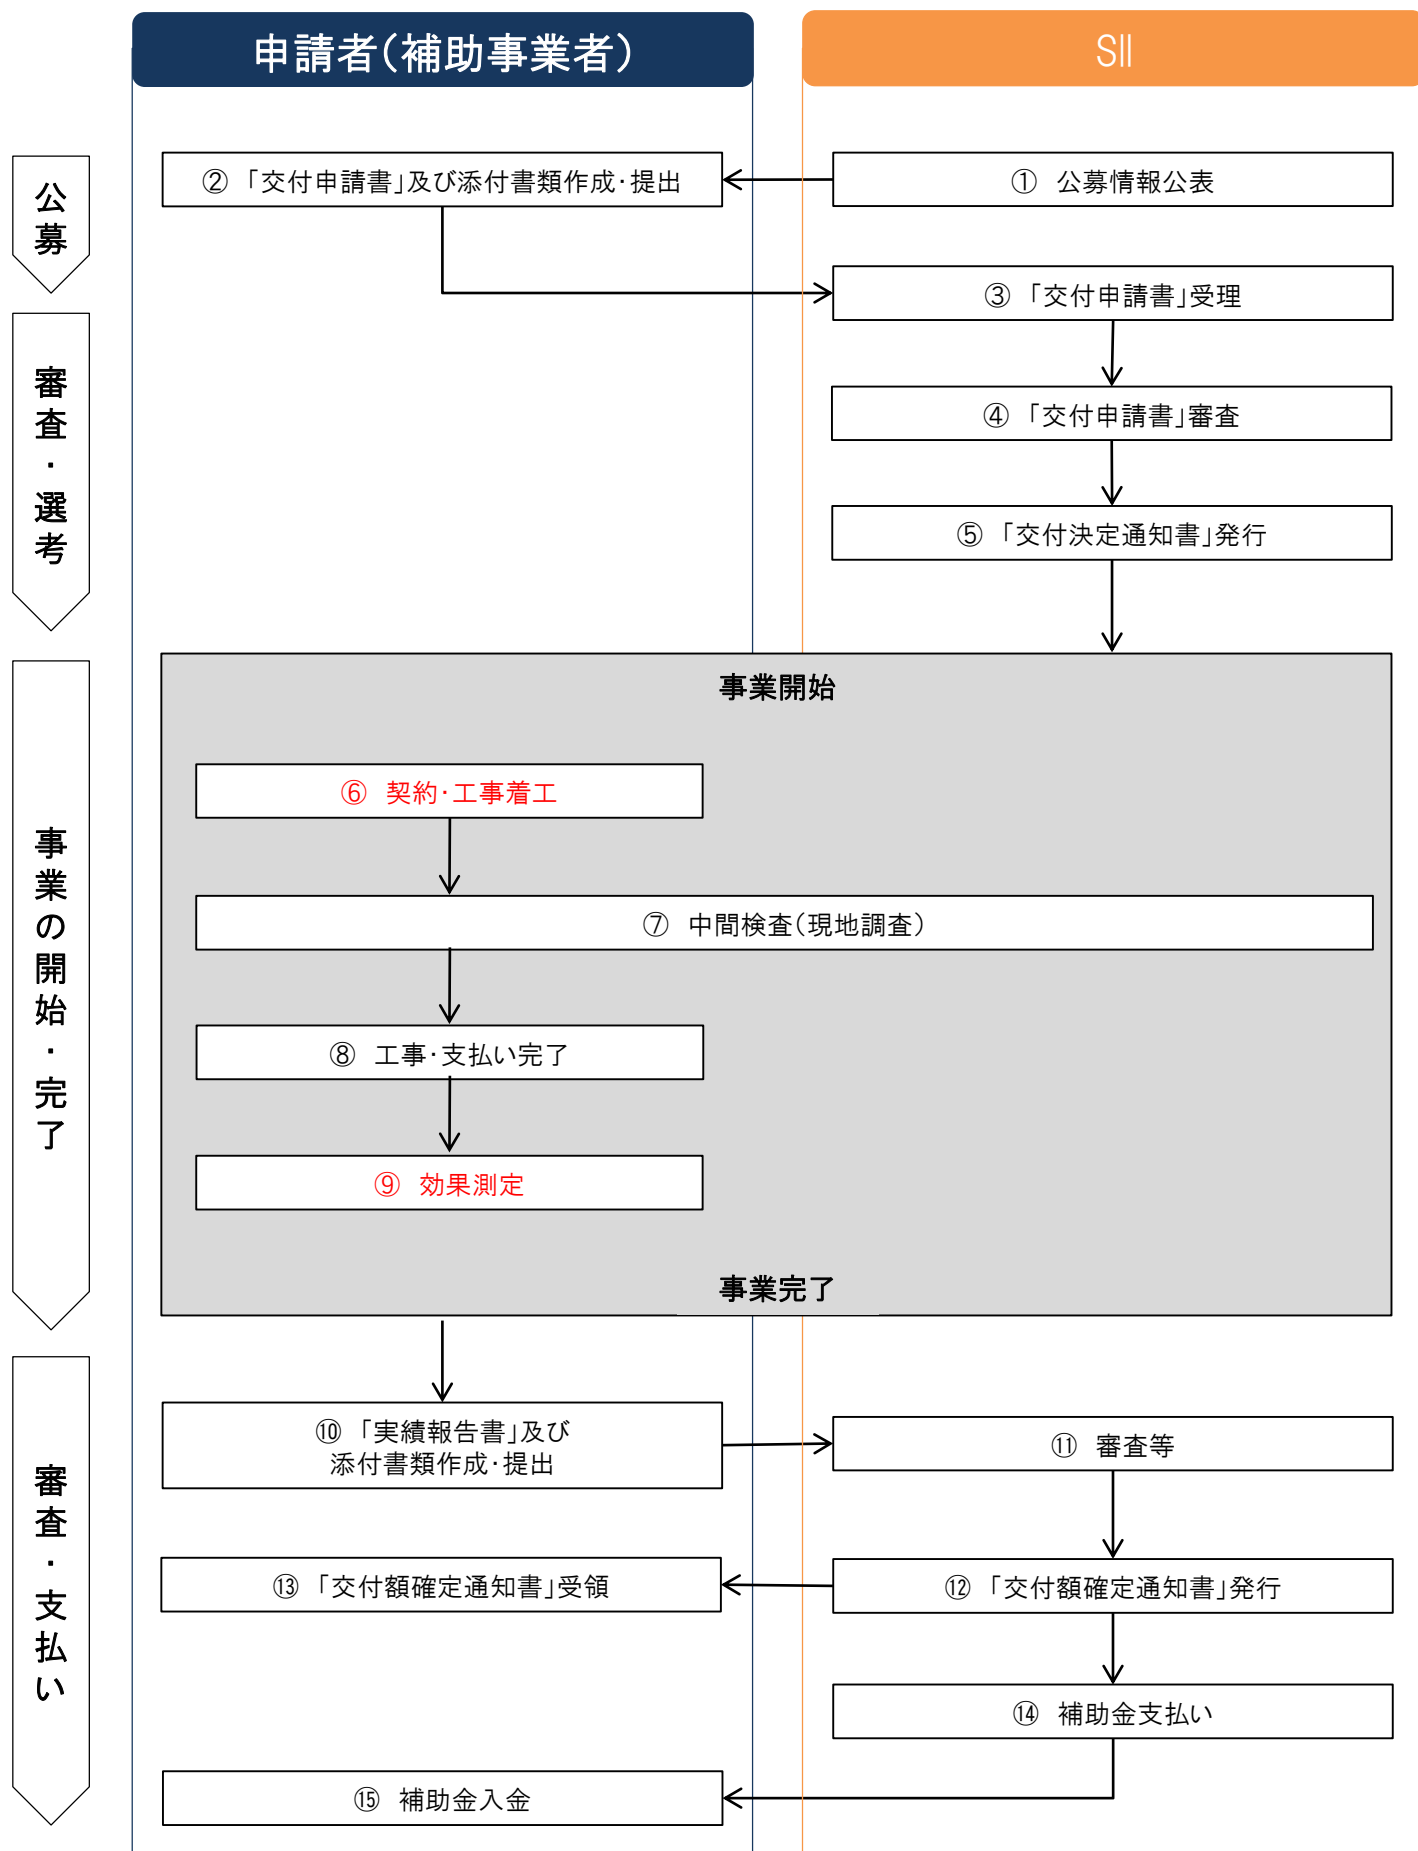 申請者（補助事業者）
SII
公募
② 「交付申請書」及び添付書類作成・提出
① 公募情報公表
③ 「交付申請書」受理
審査・選考
④ 「交付申請書」審査
⑤ 「交付決定通知書」発行
事業の開始・完了
事業開始
⑥ 契約・工事着工
⑦ 中間検査（現地調査）
⑧ 工事・支払い完了
⑨ 効果測定
事業完了
審査・支払い
⑩ 「実績報告書」及び
添付書類作成・提出
⑪ 審査等
⑬ 「交付額確定通知書」受領
⑫ 「交付額確定通知書」発行
⑭ 補助金支払い
⑮ 補助金入金